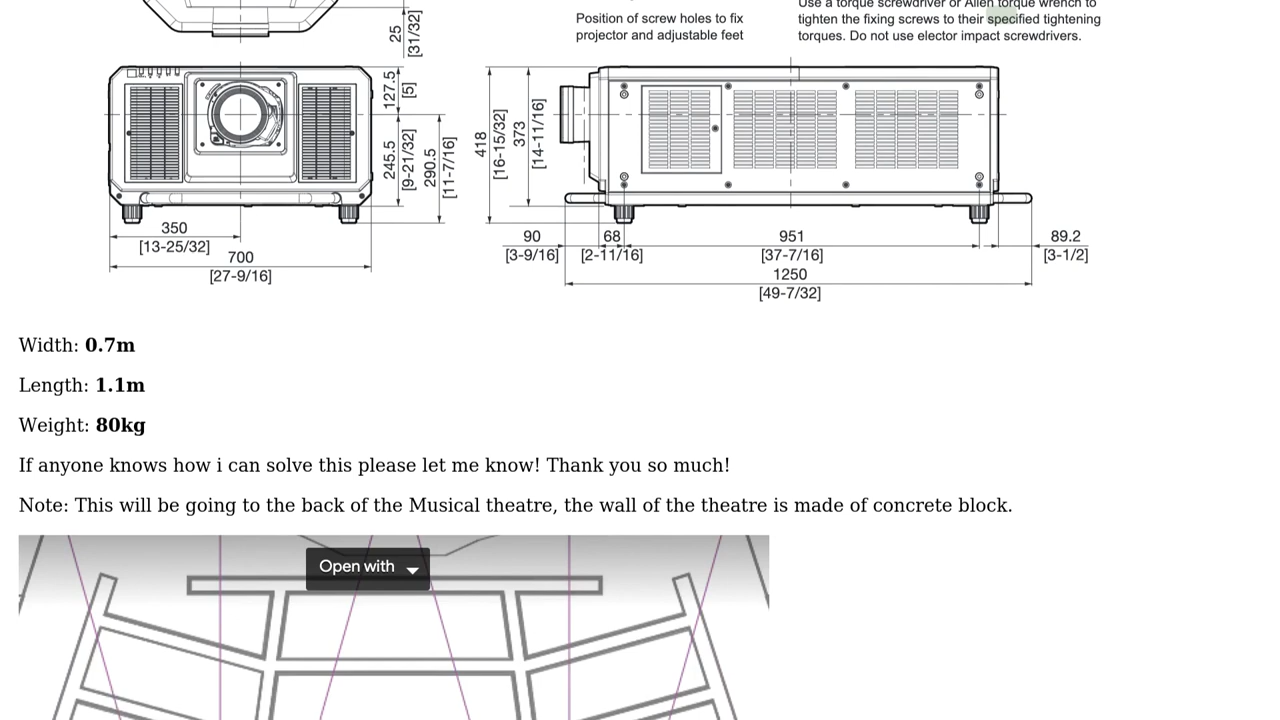 Use a torque screwdriver or Allen torque wrench to
Position of screw holes to fix
projector and adjustable feet
tighten the fixing screws to their specified tightening
torques. Do not use elector impact screwdrivers.
25
[31/32]
127.5
[5]
245.5
[9-21/32]
290.5
[11-7/16]
350
[13-25/32]
700
[27-9/16]
418
[16-15/32]
373
[14-11/16]
90
[3-9/16]
68
[2-11/16]
951
[37-7/16]
89.2
[3-1/2]
1250
[49-7/32]
Width: 0.7m
Length: 1.1m
Weight: 80kg
If anyone knows how i can solve this please let me know! Thank you so much!
Note: This will be going to the back of the Musical theatre, the wall of the theatre is made of concrete block.
Open with